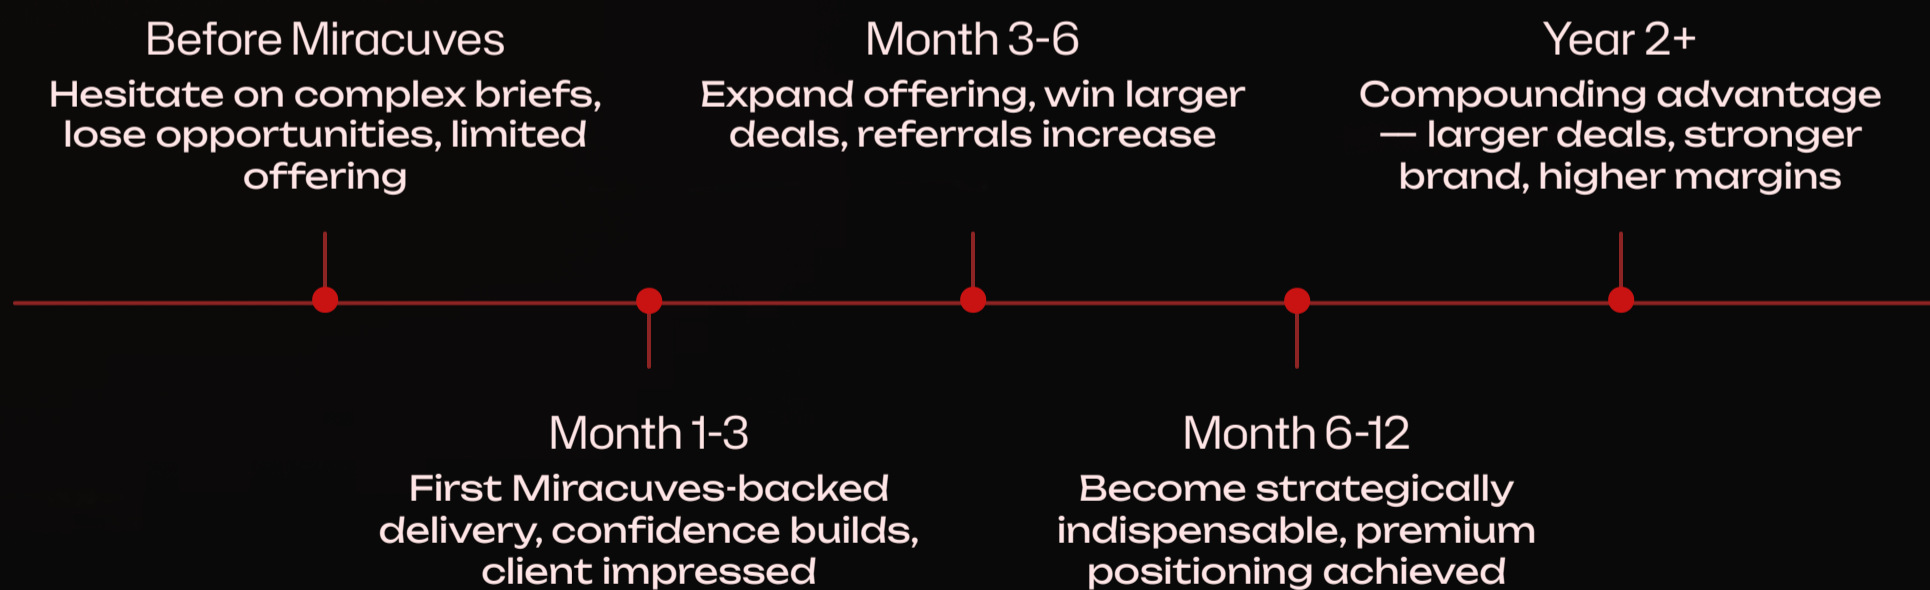 Before Miracuves
Hesitate on complex briefs,
lose opportunities, limited
offering
Month 1-3
First Miracuves-backed
delivery, confidence builds,
client impressed
Month 3-6
Expand offering, win larger
deals, referrals increase
Month 6-12
Become strategically
indispensable, premium
positioning achieved
Year 2+
Compounding advantage
— larger deals, stronger
brand, higher margins